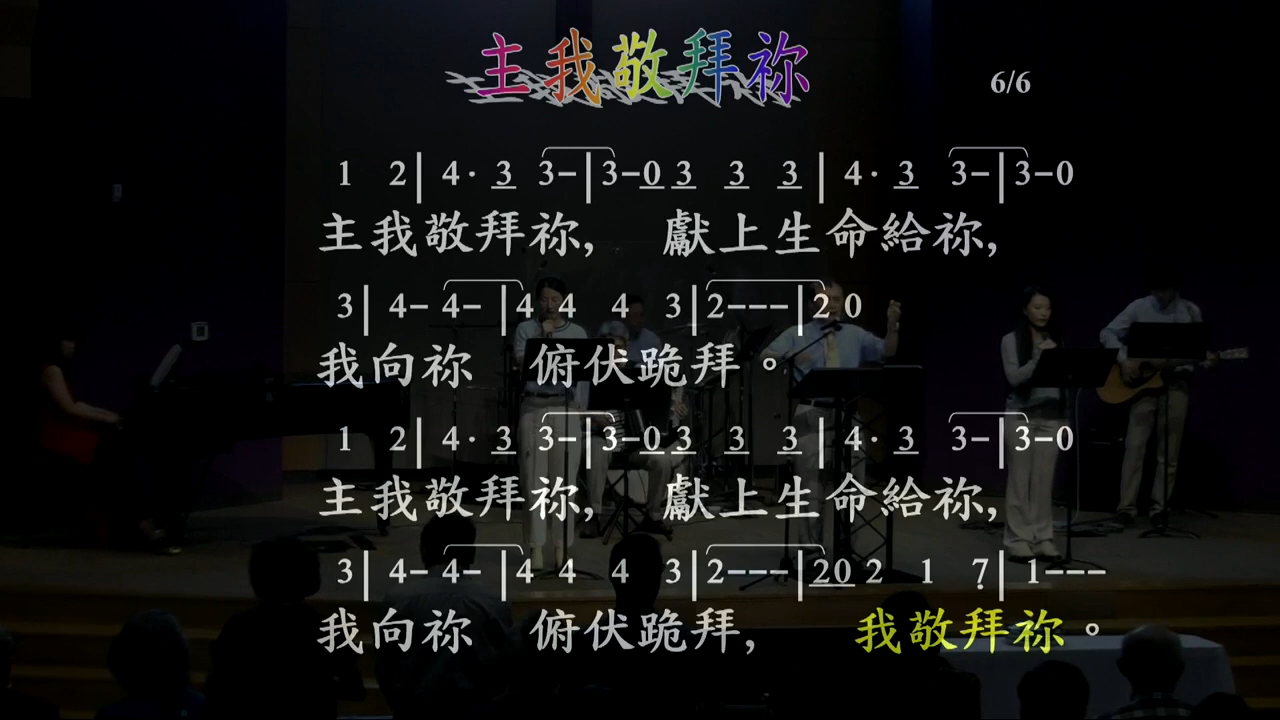 主我敬拜祢
6/6
1 2| 4· 3 3-|3-0 3 3 3| 4· 3 3-|3-0
主我敬拜祢, 獻上生命給祢,
3| 4- 4- |4 4 4 3|2---|2 0
我向祢 俯伏跪拜。
1 2| 4· 3 3-|3-0 3 3 3| 4· 3 3-|3-0
主我敬拜祢, 獻上生命給祢,
3| 4- 4- |4 4 4 3|2---|20 2 1 7̣| 1---
我向祢 俯伏跪拜, 我敬拜祢。